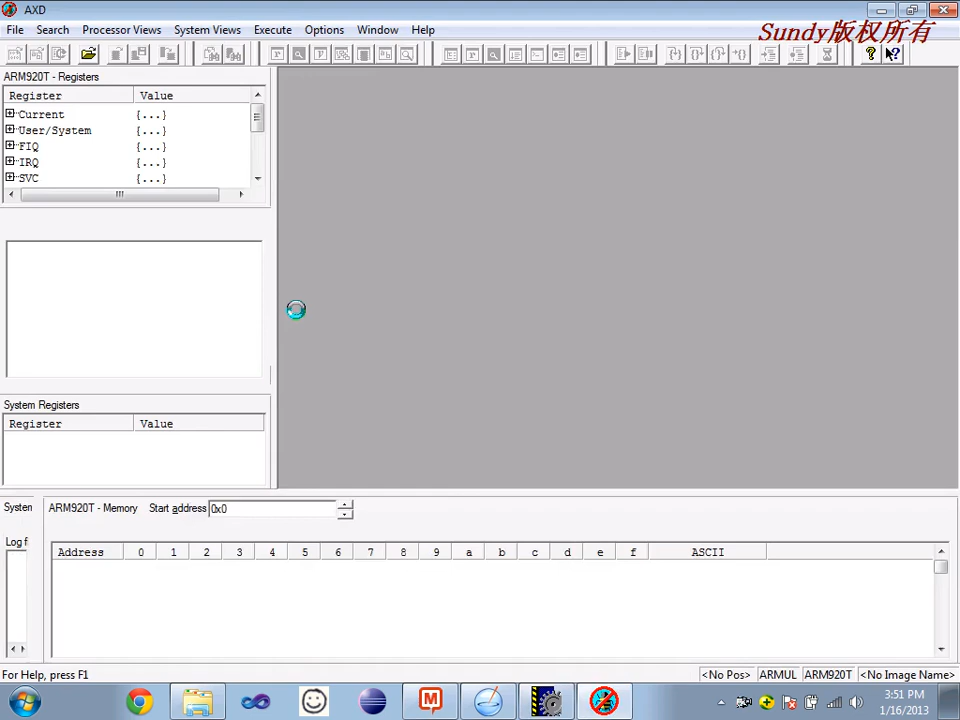 AXD
File Search Processor Views System Views Execute Options Window Help
Sundy版权所有
ARM920T - Registers
Register Value
Current {...}
User/System {...}
FIQ {...}
IRQ {...}
SVC {...}
System Registers
Register Value
System
ARM920T - Memory Start address 0x0
Log f
Address 0 1 2 3 4 5 6 7 8 9 a b c d e f ASCII
For Help, press F1
<No Pos> ARMUL ARM920T <No Image Name>
3:51 PM
1/16/2013